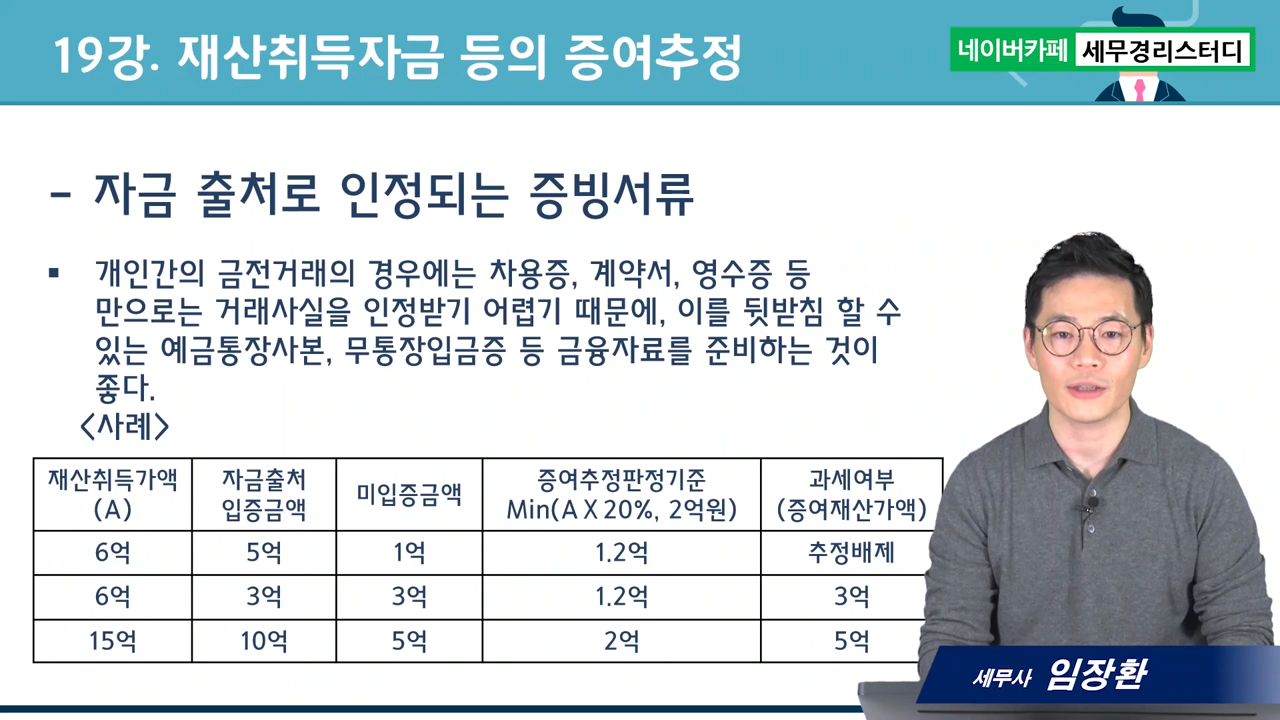 19강. 재산취득자금 등의 증여추정
네이버카페 세무경리스터디
- 자금 출처로 인정되는 증빙서류
▪ 개인간의 금전거래의 경우에는 차용증, 계약서, 영수증 등
만으로는 거래사실을 인정받기 어렵기 때문에, 이를 뒷받침 할 수
있는 예금통장사본, 무통장입금증 등 금융자료를 준비하는 것이
좋다.
<사례>
재산취득가액 (A) 자금출처 입증금액 미입증금액 증여추정판정기준 Min(A X 20%, 2억원) 과세여부 (증여재산가액)
6억 5억 1억 1.2억 추정배제
6억 3억 3억 1.2억 3억
15억 10억 5억 2억 5억
세무사 임장환